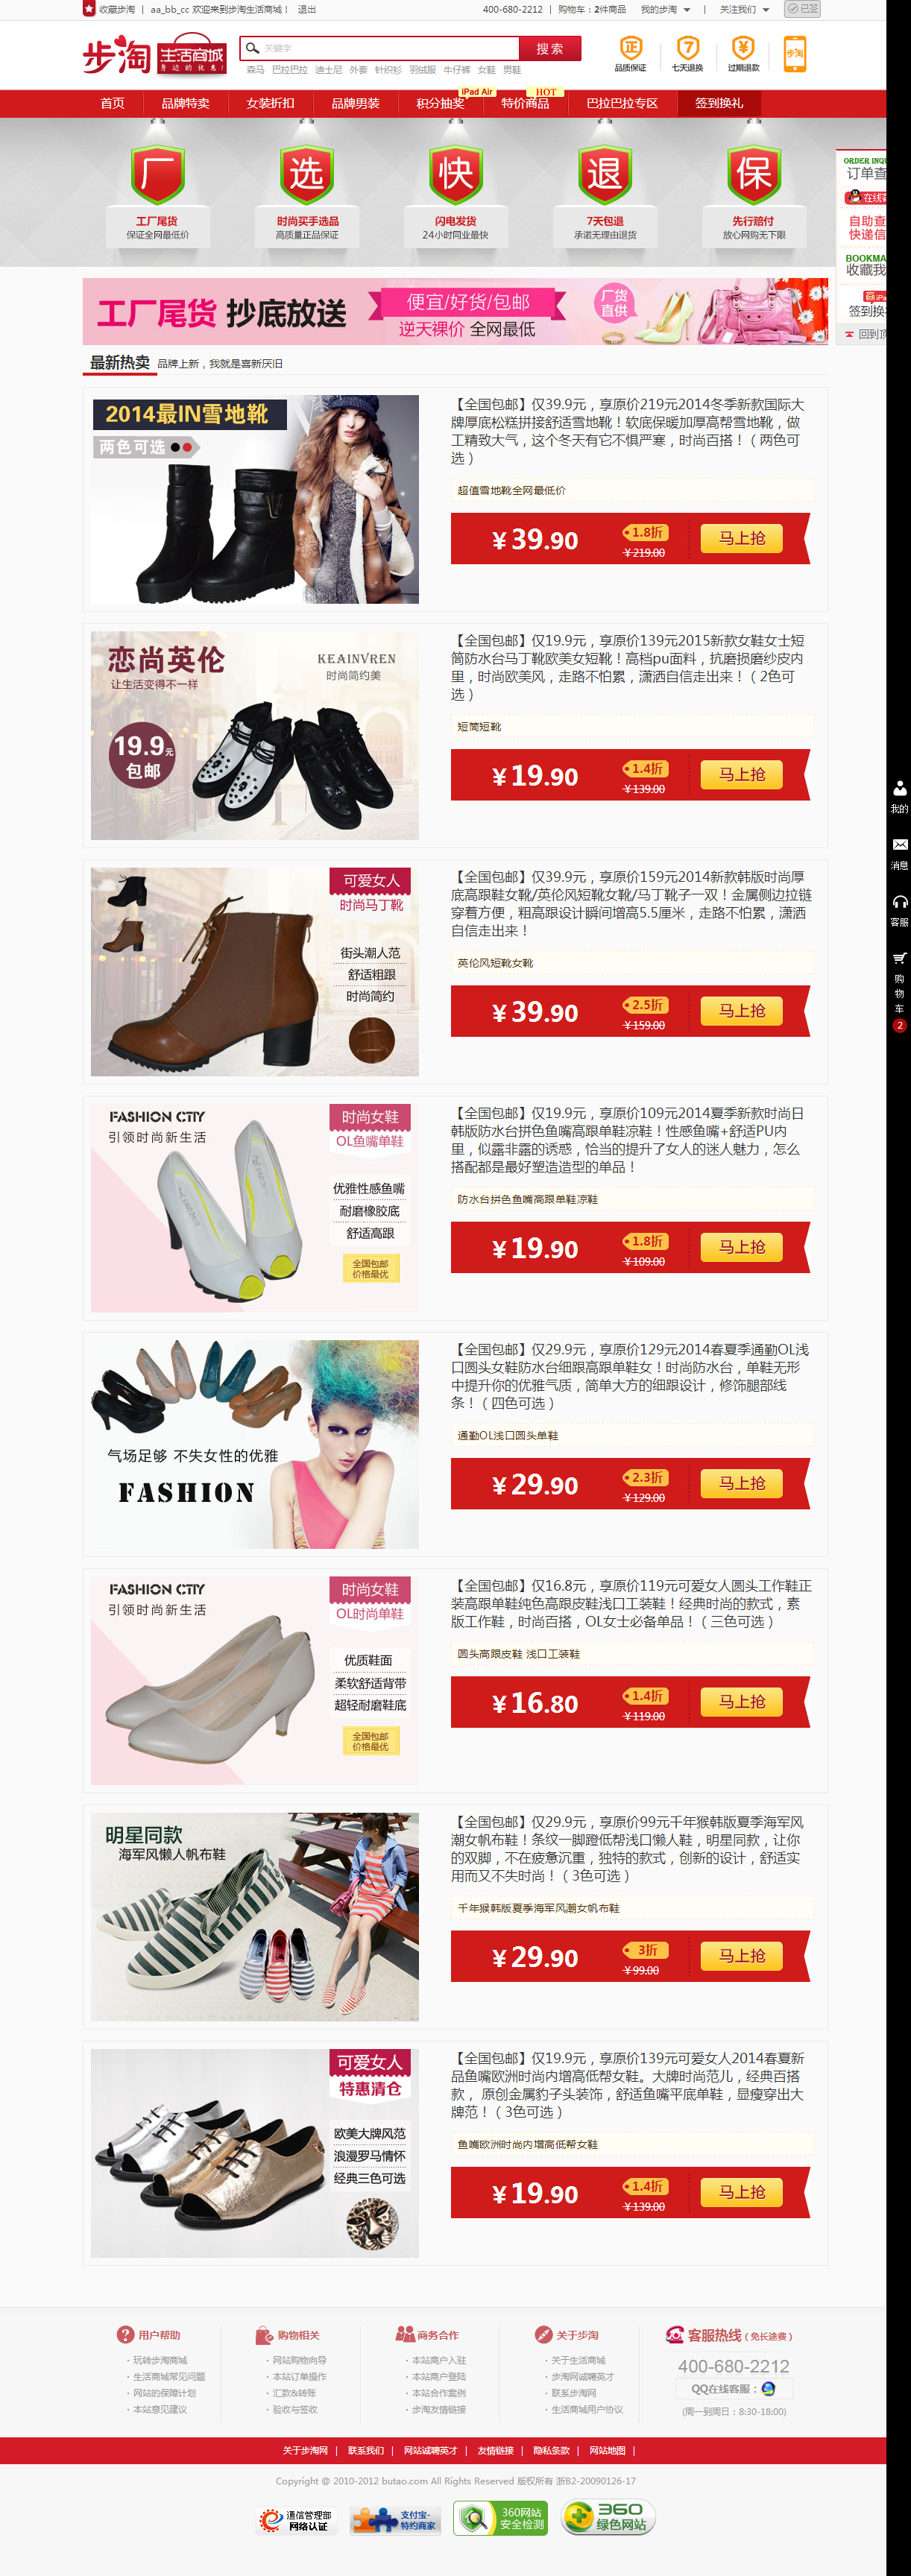 收藏步淘 | aa_bb_cc 欢迎来到步淘生活商城！ 退出
400-680-2212 | 购物车：2件商品 我的步淘 | 关注我们 已签
步淘 生活商城
身边的优惠！
关键字
搜 索
森马 巴拉巴拉 迪士尼 外套 针织衫 羽绒服 牛仔裤 女鞋 男鞋
正 7 ¥ 步淘
品质保证 七天退换 过期退款
iPad Air HOT
首页 品牌特卖 女装折扣 品牌男装 积分抽奖 特价商品 巴拉巴拉专区 签到换礼
厂 选 快 退 保
工厂尾货 时尚买手选品 闪电发货 7天包退 先行赔付
保证全网最低价 高质量正品保证 24小时同业最快 承诺无理由退货 放心网购无下限
ORDER INQU
订单查
在线客
自助查
快递信
BOOKMA
收藏我
签到换
回到顶
工厂尾货 抄底放送
便宜/好货/包邮
逆天裸价 全网最低
厂货
直供
最新热卖 品牌上新，我就是喜新厌旧
2014最IN雪地靴
两色可选
【全国包邮】仅39.9元，享原价219元2014冬季新款国际大
牌厚底松糕拼接舒适雪地靴！软底保暖加厚高帮雪地靴，做
工精致大气，这个冬天有它不惧严寒，时尚百搭！（两色可
选）
超值雪地靴全网最低价
¥39.90 1.8折 ¥219.00 马上抢
恋尚英伦
让生活变得不一样
KEAINVREN
时尚简约美
19.9元
包邮
【全国包邮】仅19.9元，享原价139元2015新款女鞋女士短
筒防水台马丁靴欧美女短靴！高档pu面料，抗磨损磨纱皮内
里，时尚欧美风，走路不怕累，潇洒自信走出来！（2色可
选）
短筒短靴
¥19.90 1.4折 ¥139.00 马上抢
可爱女人
时尚马丁靴
街头潮人范
舒适粗跟
时尚简约
【全国包邮】仅39.9元，享原价159元2014新款韩版时尚厚
底高跟鞋女靴/英伦风短靴女靴/马丁靴子一双！金属侧边拉链
穿着方便，粗高跟设计瞬间增高5.5厘米，走路不怕累，潇洒
自信走出来！
英伦风短靴女靴
¥39.90 2.5折 ¥159.00 马上抢
FASHION CTIY
引领时尚新生活
时尚女鞋
OL鱼嘴单鞋
优雅性感鱼嘴
耐磨橡胶底
舒适高跟
全国包邮
价格最优
【全国包邮】仅19.9元，享原价109元2014夏季新款时尚日
韩版防水台拼色鱼嘴高跟单鞋凉鞋！性感鱼嘴+舒适PU内
里，似露非露的诱惑，恰当的提升了女人的迷人魅力，怎么
搭配都是最好塑造造型的单品！
防水台拼色鱼嘴高跟单鞋凉鞋
¥19.90 1.8折 ¥109.00 马上抢
气场足够 不失女性的优雅
FASHION
【全国包邮】仅29.9元，享原价129元2014春夏季通勤OL浅
口圆头女鞋防水台细跟高跟单鞋女！时尚防水台，单鞋无形
中提升你的优雅气质，简单大方的细跟设计，修饰腿部线
条！（四色可选）
通勤OL浅口圆头单鞋
¥29.90 2.3折 ¥129.00 马上抢
FASHION CTIY
引领时尚新生活
时尚女鞋
OL时尚单鞋
优质鞋面
柔软舒适背带
超轻耐磨鞋底
全国包邮
价格最优
【全国包邮】仅16.8元，享原价119元可爱女人圆头工作鞋正
装高跟单鞋纯色高跟皮鞋浅口工装鞋！经典时尚的款式，素
版工作鞋，时尚百搭，OL女士必备单品！（三色可选）
圆头高跟皮鞋 浅口工装鞋
¥16.80 1.4折 ¥119.00 马上抢
明星同款
海军风懒人帆布鞋
【全国包邮】仅29.9元，享原价99元千年猴韩版夏季海军风
潮女帆布鞋！条纹一脚蹬低帮浅口懒人鞋，明星同款，让你
的双脚，不在疲惫沉重，独特的款式，创新的设计，舒适实
用而又不失时尚！（3色可选）
千年猴韩版夏季海军风潮女帆布鞋
¥29.90 3折 ¥99.00 马上抢
可爱女人
特惠清仓
欧美大牌风范
浪漫罗马情怀
经典三色可选
【全国包邮】仅19.9元，享原价139元可爱女人2014春夏新
品鱼嘴欧洲时尚内增高低帮女鞋。大牌时尚范儿，经典百搭
款， 原创金属豹子头装饰，舒适鱼嘴平底单鞋，显瘦穿出大
牌范！（3色可选）
鱼嘴欧洲时尚内增高低帮女鞋
¥19.90 1.4折 ¥139.00 马上抢
我的
消息
客服
购
物
车
2
用户帮助 购物相关 商务合作 关于步淘 客服热线（免长途费）
· 玩转步淘商城 · 网站购物向导 · 本站商户入驻 · 关于生活商城
· 生活商城常见问题 · 本站订单操作 · 本站商户登陆 · 步淘网诚聘英才
· 网站的保障计划 · 汇款&转账 · 本站合作案例 · 联系步淘网
· 本站意见建议 · 验收与签收 · 步淘友情链接 · 生活商城用户协议
400-680-2212
QQ在线客服：
(周一到周日：8:30-18:00)
关于步淘网 | 联系我们 | 网站诚聘英才 | 友情链接 | 隐私条款 | 网站地图 |
Copyright @ 2010-2012 butao.com All Rights Reserved 版权所有 浙B2-20090126-17
通信管理部
网络认证
支付宝-
特约商家
360网站
安全检测
360
绿色网站